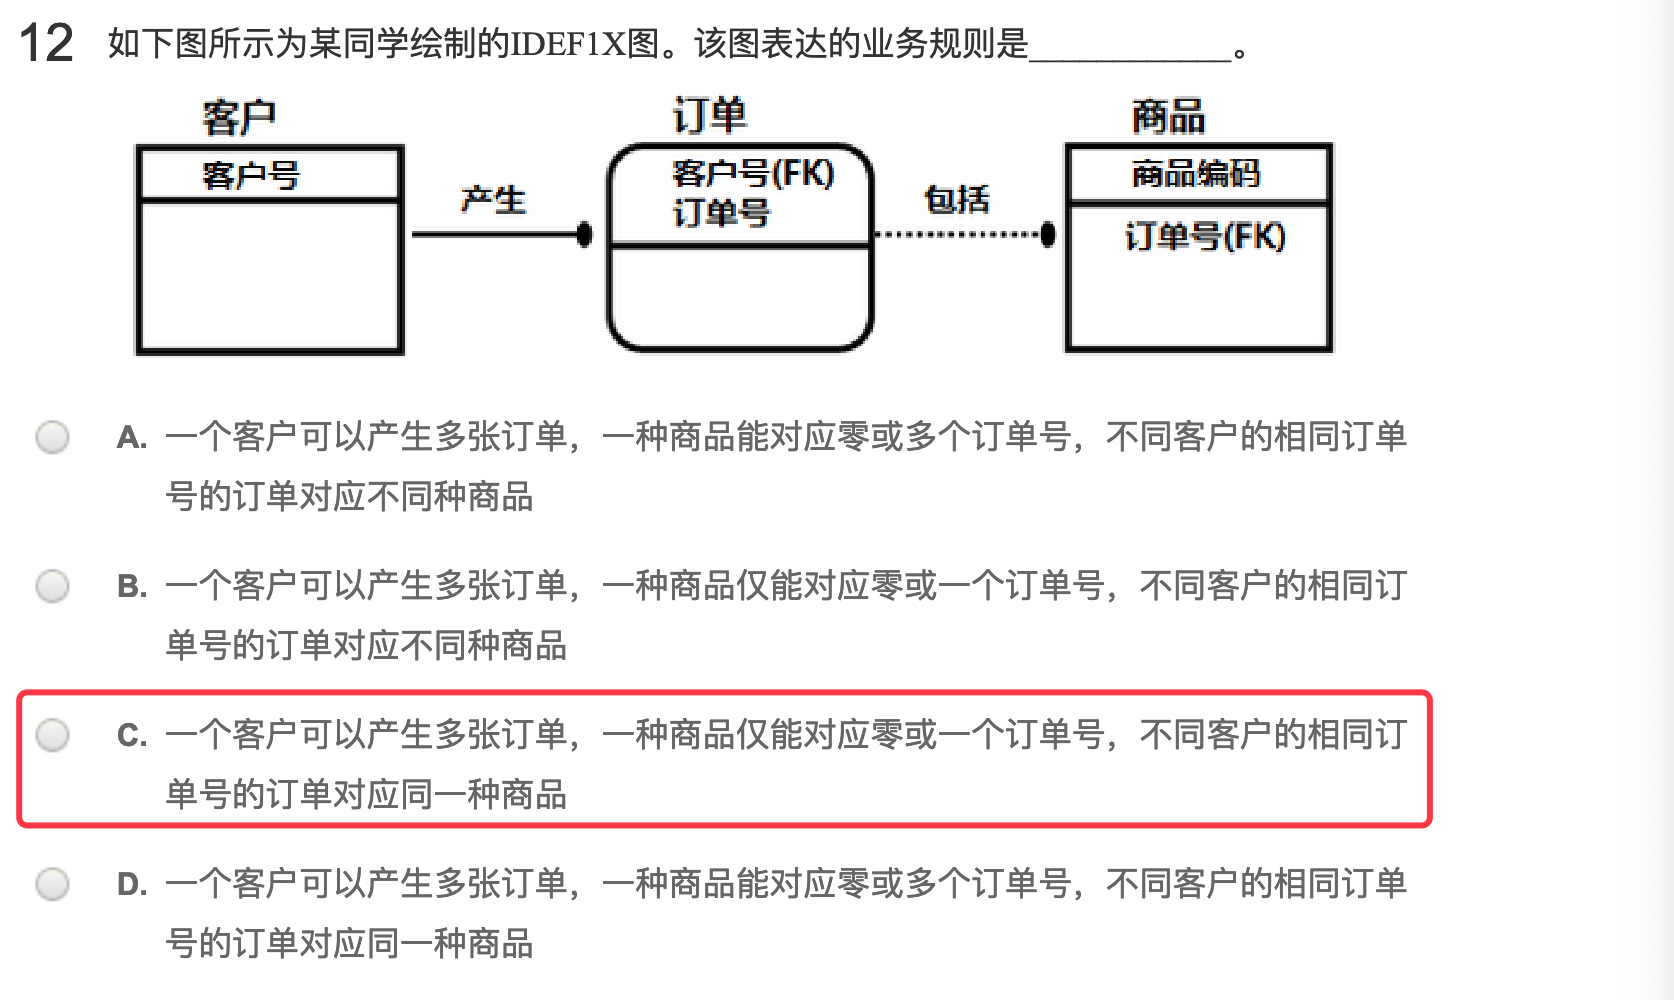 12 如下图所示为某同学绘制的IDEF1X图。该图表达的业务规则是____________。
客户
订单
商品
客户号
客户号(FK)
订单号
商品编码
订单号(FK)
产生
包括
A. 一个客户可以产生多张订单，一种商品能对应零或多个订单号，不同客户的相同订单
号的订单对应不同种商品
B. 一个客户可以产生多张订单，一种商品仅能对应零或一个订单号，不同客户的相同订
单号的订单对应不同种商品
C. 一个客户可以产生多张订单，一种商品仅能对应零或一个订单号，不同客户的相同订
单号的订单对应同一种商品
D. 一个客户可以产生多张订单，一种商品能对应零或多个订单号，不同客户的相同订单
号的订单对应同一种商品